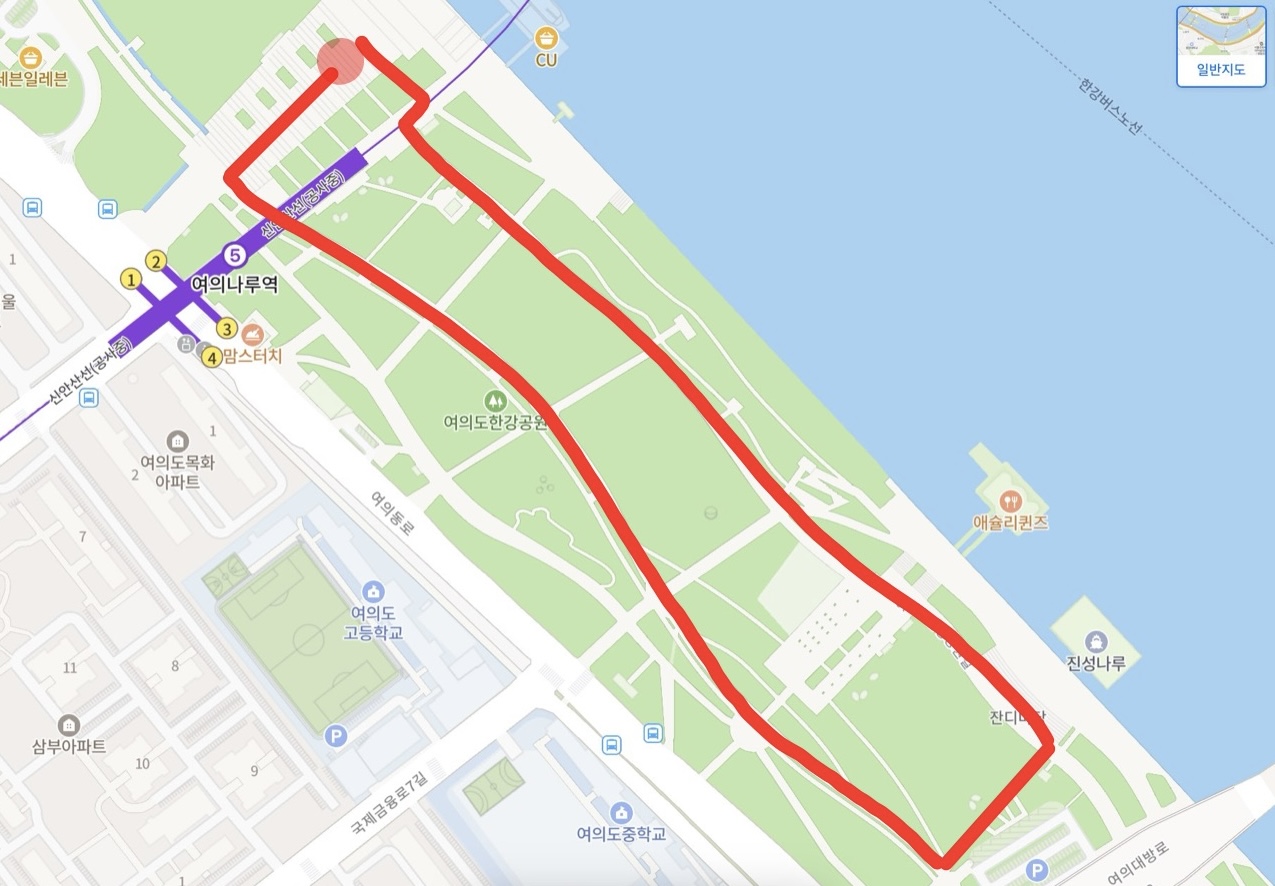 CU
세븐일레븐
일반지도
한강버스노선
신안산선(공사중)
5
2
1
여의나루역
3
4
맘스터치
1
울
신안산선(공사중)
여의도한강공원
1
2
여의도목화
아파트
여의동로
7
애슐리퀸즈
여의도
고등학교
11
8
진성나루
P
삼부아파트
10
9
국제금융로7길
여의도중학교
P
여의대방로
1